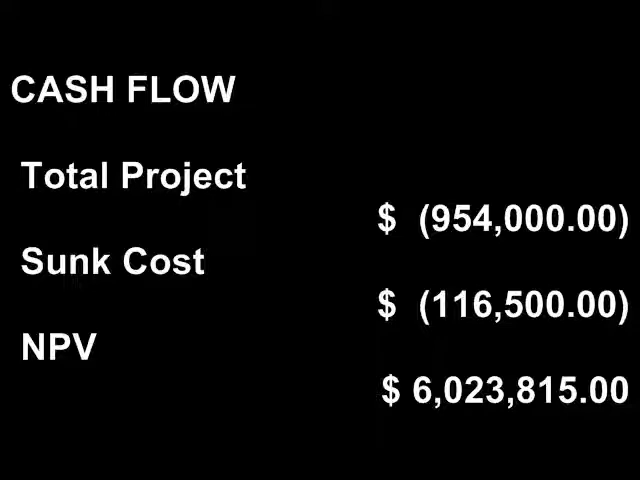 CASH FLOW
Total Project
$ (954,000.00)
Sunk Cost
$ (116,500.00)
NPV
$ 6,023,815.00